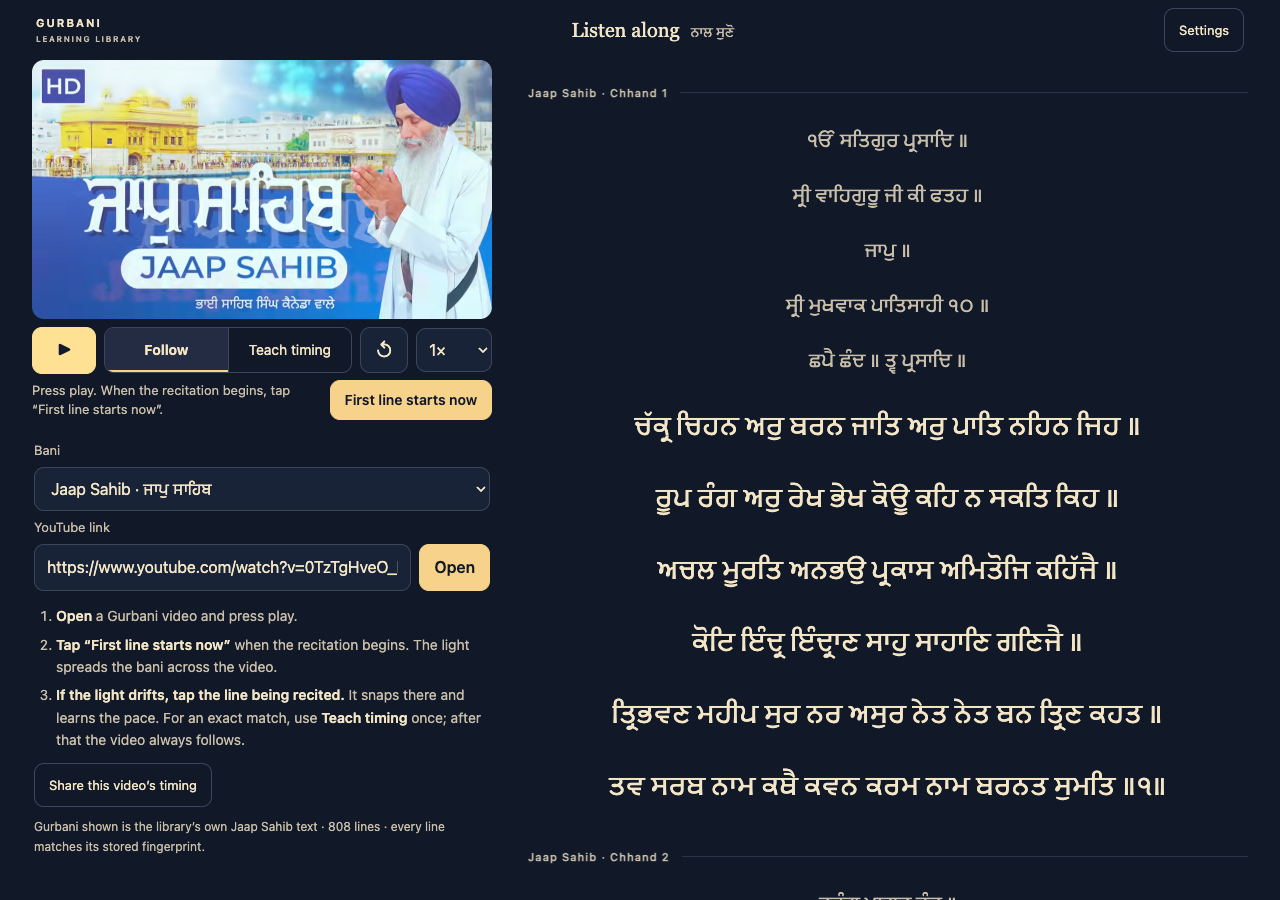 GURBANI
LEARNING LIBRARY
Listen along ਨਾਲ ਸੁਣੋ
Settings
HD
ਜਾਪੁ ਸਾਹਿਬ
JAAP SAHIB
ਭਾਈ ਸਾਹਿਬ ਸਿੰਘ ਕੈਨੇਡਾ ਵਾਲੇ
Follow
Teach timing
1x
Press play. When the recitation begins, tap
“First line starts now”.
First line starts now
Bani
Jaap Sahib · ਜਾਪੁ ਸਾਹਿਬ
YouTube link
https://www.youtube.com/watch?v=0TzTgHveO_
Open
1. Open a Gurbani video and press play.
2. Tap “First line starts now” when the recitation begins. The light
spreads the bani across the video.
3. If the light drifts, tap the line being recited. It snaps there and
learns the pace. For an exact match, use Teach timing once; after
that the video always follows.
Share this video’s timing
Gurbani shown is the library’s own Jaap Sahib text · 808 lines · every line
matches its stored fingerprint.
Jaap Sahib · Chhand 1
ੴ ਸਤਿਗੁਰ ਪ੍ਰਸਾਦਿ ॥
ਸ੍ਰੀ ਵਾਹਿਗੁਰੂ ਜੀ ਕੀ ਫਤਹ ॥
ਜਾਪੁ ॥
ਸ੍ਰੀ ਮੁਖਵਾਕ ਪਾਤਿਸਾਹੀ ੧੦ ॥
ਛਪੈ ਛੰਦ ॥ ਤ੍ਵ ਪ੍ਰਸਾਦਿ ॥
ਚੱਕ੍ਰ ਚਿਹਨ ਅਰੁ ਬਰਨ ਜਾਤਿ ਅਰੁ ਪਾਤਿ ਨਹਿਨ ਜਿਹ ॥
ਰੂਪ ਰੰਗ ਅਰੁ ਰੇਖ ਭੇਖ ਕੋਊ ਕਹਿ ਨ ਸਕਤਿ ਕਿਹ ॥
ਅਚਲ ਮੂਰਤਿ ਅਨਭਉ ਪ੍ਰਕਾਸ ਅਮਿਤੋਜਿ ਕਹਿੱਜੈ ॥
ਕੋਟਿ ਇੰਦ੍ਰ ਇੰਦ੍ਰਾਣ ਸਾਹੁ ਸਾਹਾਣਿ ਗਣਿਜੈ ॥
ਤ੍ਰਿਭਵਣ ਮਹੀਪ ਸੁਰ ਨਰ ਅਸੁਰ ਨੇਤ ਨੇਤ ਬਨ ਤ੍ਰਿਣ ਕਹਤ ॥
ਤਵ ਸਰਬ ਨਾਮ ਕਥੈ ਕਵਨ ਕਰਮ ਨਾਮ ਬਰਨਤ ਸੁਮਤਿ ॥੧॥
Jaap Sahib · Chhand 2